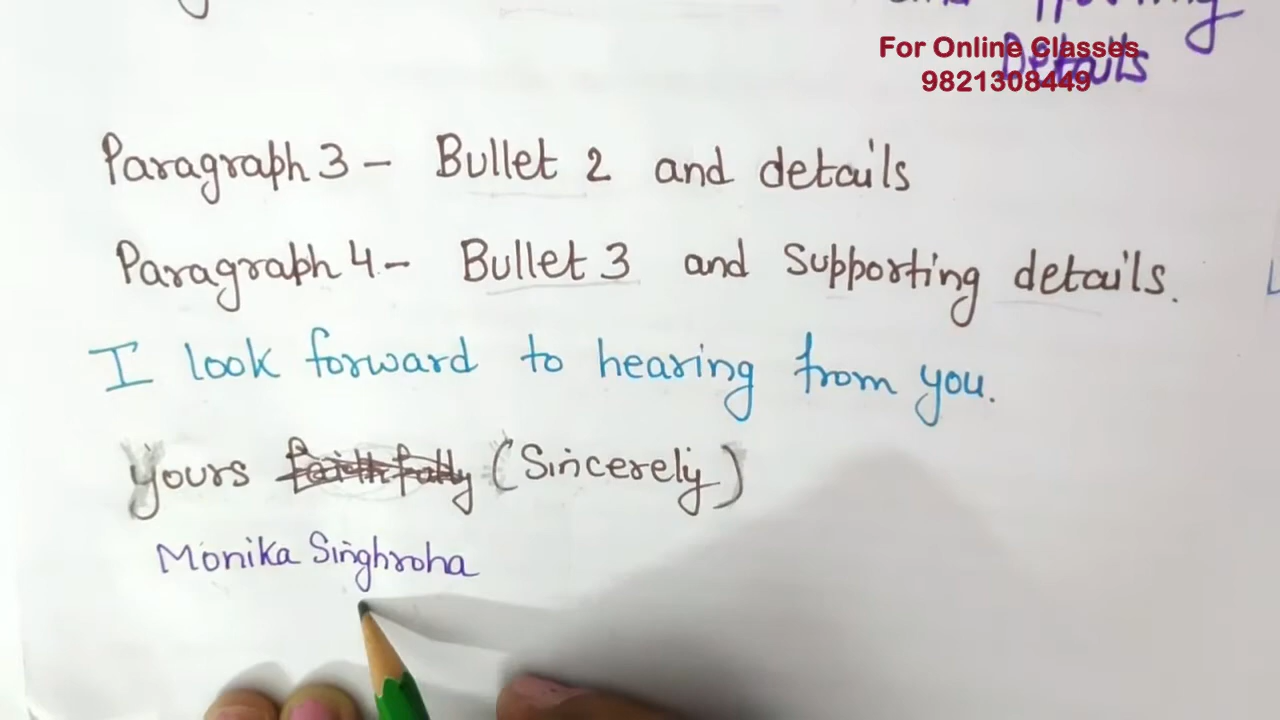 For Online Classes
9821308449
Details
Paragraph 3 - Bullet 2 and details
Paragraph 4 - Bullet 3 and Supporting details.
I look forward to hearing from you.
Yours faithfully (Sincerely)
Monika Singhroha